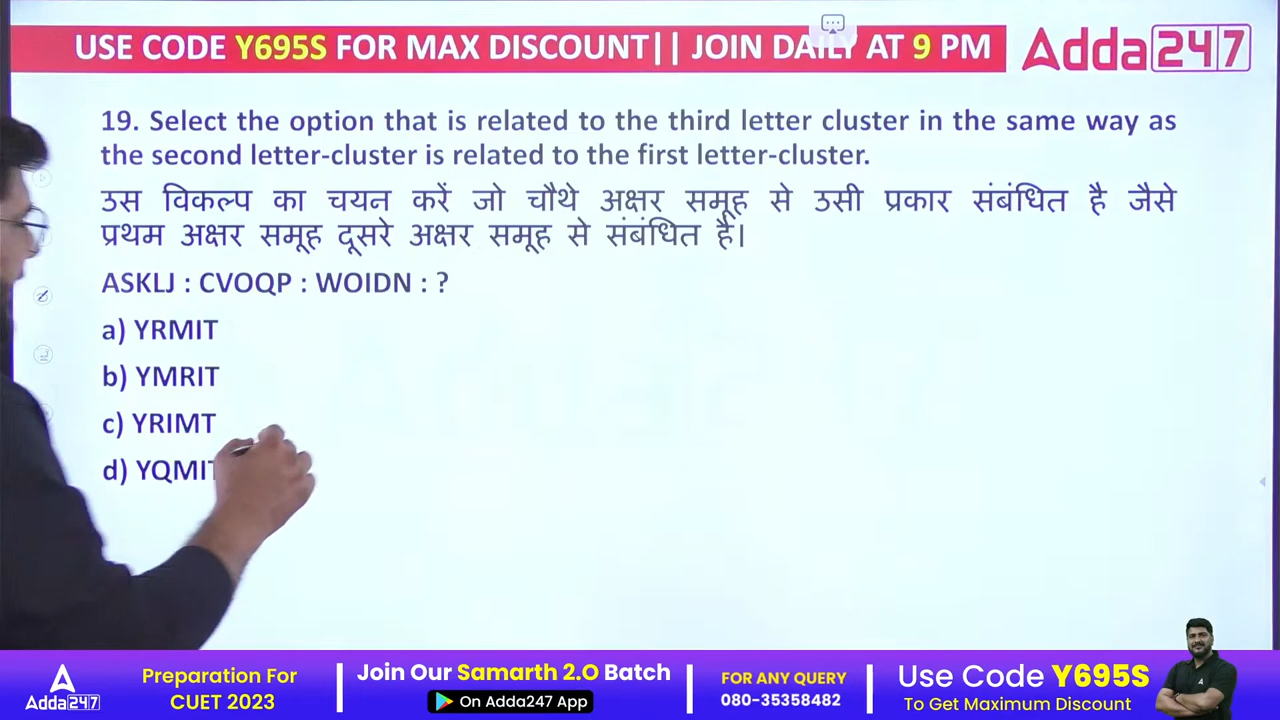 USE CODE Y695S FOR MAX DISCOUNT|| JOIN DAILY AT 9 PM
Adda247
19. Select the option that is related to the third letter cluster in the same way as
the second letter-cluster is related to the first letter-cluster.
उस विकल्प का चयन करें जो चौथे अक्षर समूह से उसी प्रकार संबंधित है जैसे
प्रथम अक्षर समूह दूसरे अक्षर समूह से संबंधित है।
ASKLJ : CVOQP : WOIDN : ?
a) YRMIT
b) YMRIT
c) YRIMT
d) YQMIT
Adda247
Preparation For
CUET 2023
Join Our Samarth 2.O Batch
On Adda247 App
FOR ANY QUERY
080-35358482
Use Code Y695S
To Get Maximum Discount